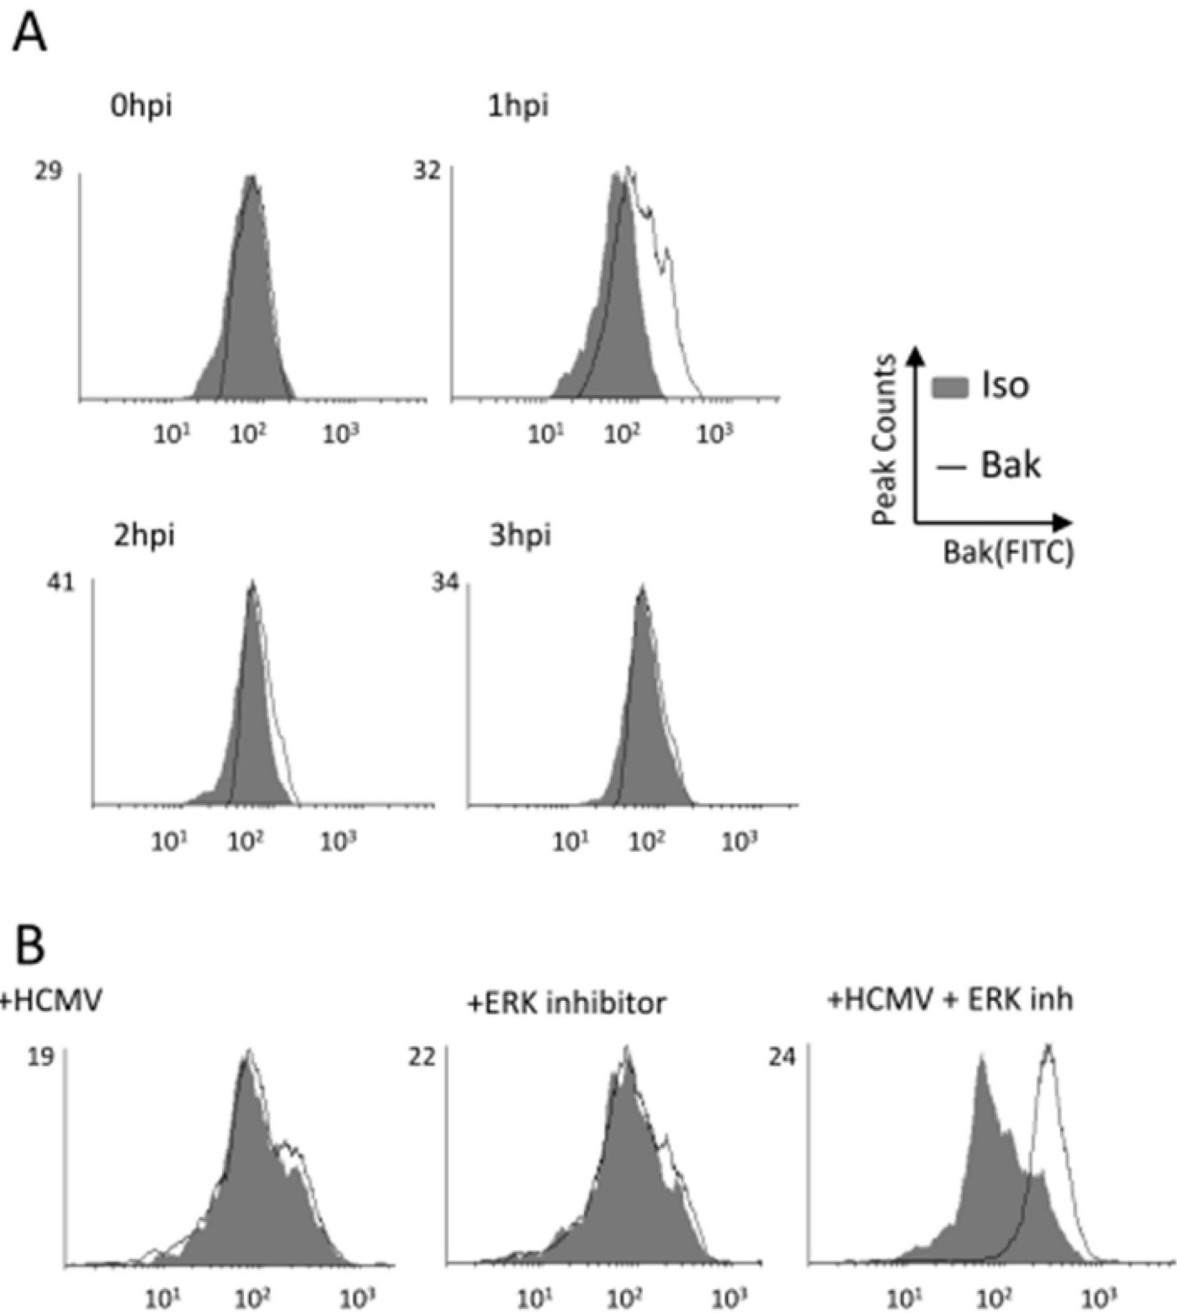 A
0hpi 1hpi
29 32
10¹ 10² 10³ 10¹ 10² 10³
Peak Counts
Iso
Bak
Bak(FITC)
2hpi 3hpi
41 34
10¹ 10² 10³ 10¹ 10² 10³
B
+HCMV +ERK inhibitor +HCMV + ERK inh
19 22 24
10¹ 10² 10³ 10¹ 10² 10³ 10¹ 10² 10³